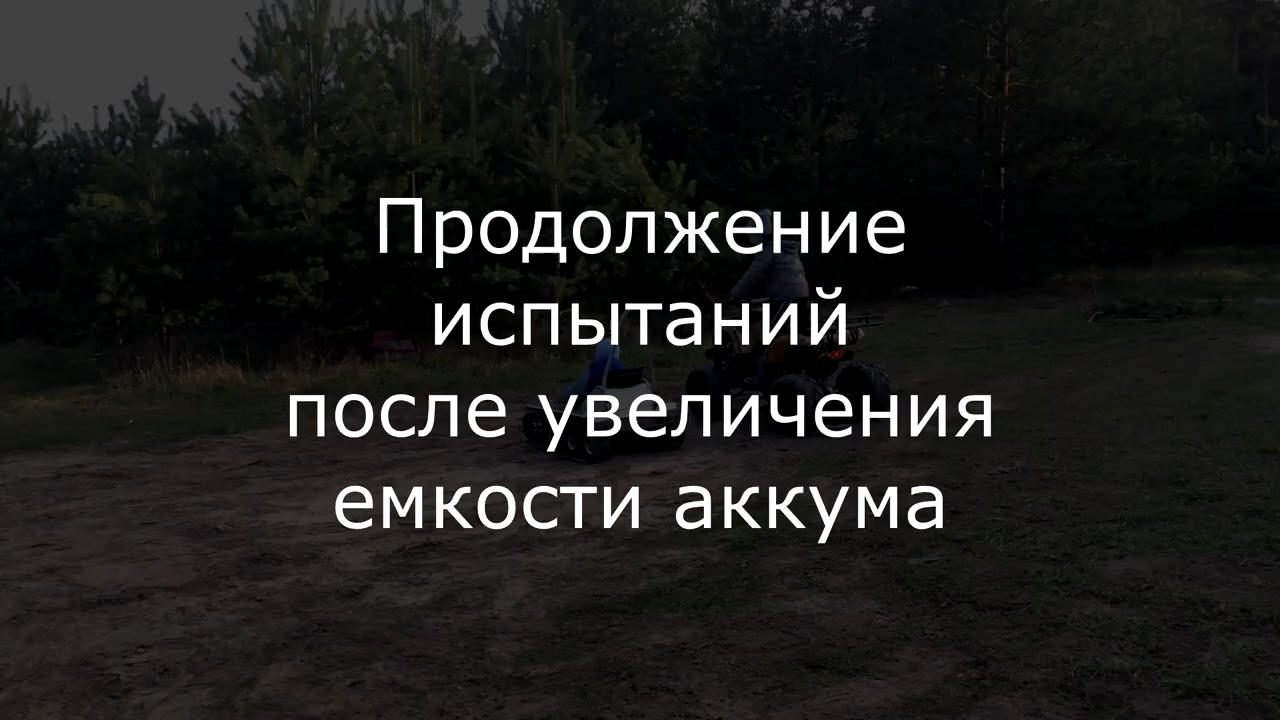 Продолжение
испытаний
после увеличения
емкости аккума